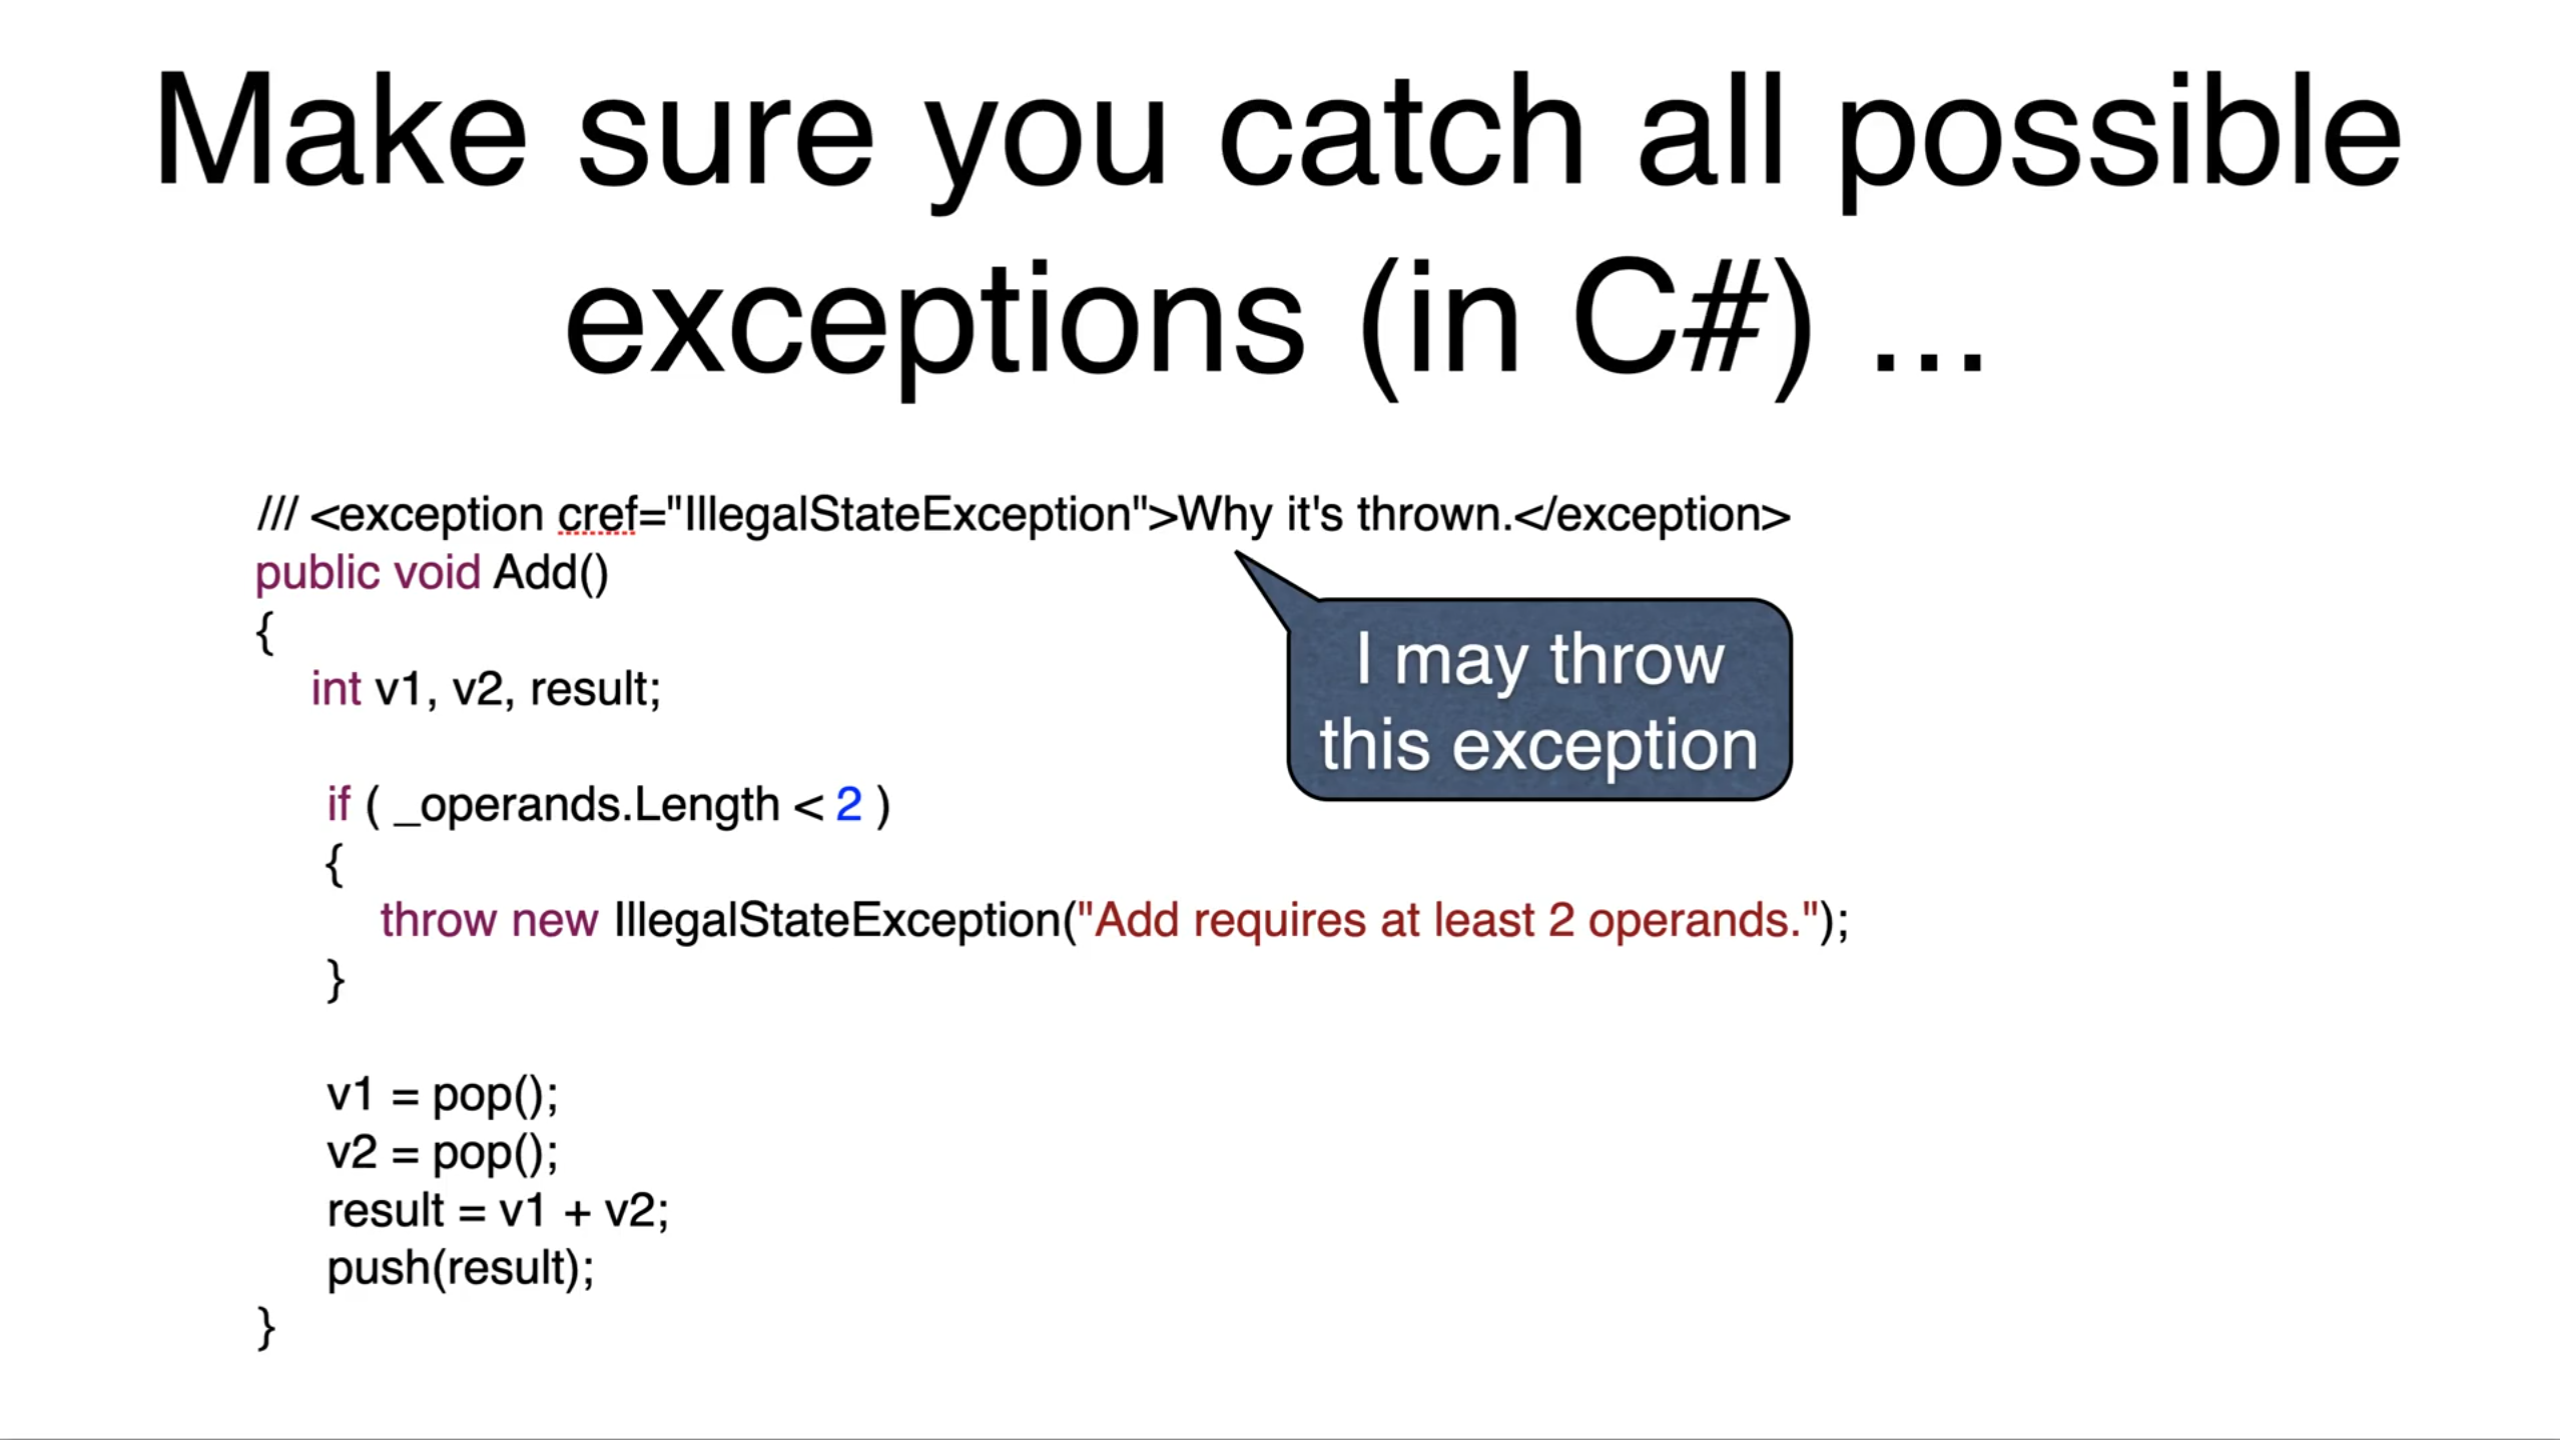 Make sure you catch all possible
exceptions (in C#) ...
/// <exception cref="IllegalStateException">Why it's thrown.</exception>
public void Add()
{
int v1, v2, result;
I may throw
this exception
if ( _operands.Length < 2 )
{
throw new IllegalStateException("Add requires at least 2 operands.");
}
v1 = pop();
v2 = pop();
result = v1 + v2;
push(result);
}